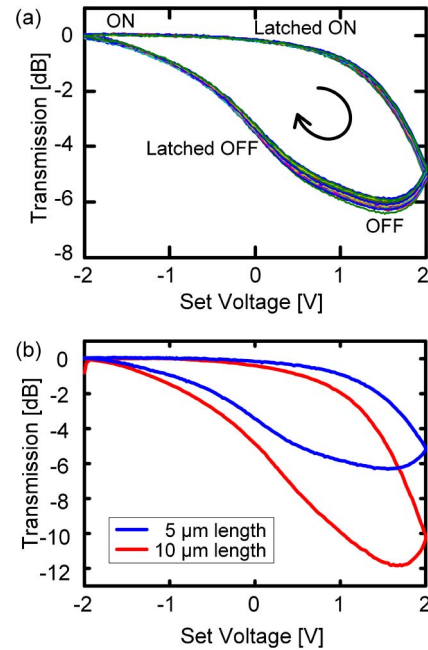 (a)
ON
Latched ON
Latched OFF
OFF
0
-2
-4
-6
-8
Transmission [dB]
-2 -1 0 1 2
Set Voltage [V]
(b)
0
-2
-4
-6
-8
-10
-12
Transmission [dB]
5 µm length
10 µm length
-2 -1 0 1 2
Set Voltage [V]